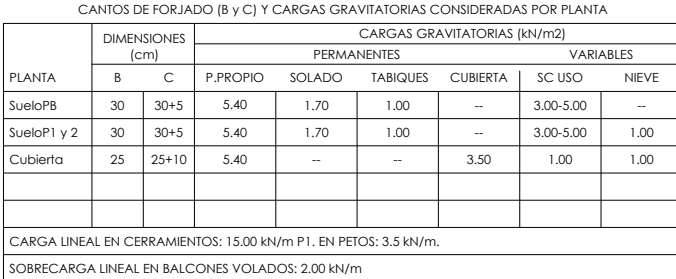 CANTOS DE FORJADO (B y C) Y CARGAS GRAVITATORIAS CONSIDERADAS POR PLANTA
DIMENSIONES (cm) CARGAS GRAVITATORIAS (kN/m2)
PERMANENTES VARIABLES
PLANTA B C P.PROPIO SOLADO TABIQUES CUBIERTA SC USO NIEVE
SueloPB 30 30+5 5.40 1.70 1.00 -- 3.00-5.00 --
SueloP1 y 2 30 30+5 5.40 1.70 1.00 -- 3.00-5.00 1.00
Cubierta 25 25+10 5.40 -- -- 3.50 1.00 1.00
CARGA LINEAL EN CERRAMIENTOS: 15.00 kN/m P1. EN PETOS: 3.5 kN/m.
SOBRECARGA LINEAL EN BALCONES VOLADOS: 2.00 kN/m